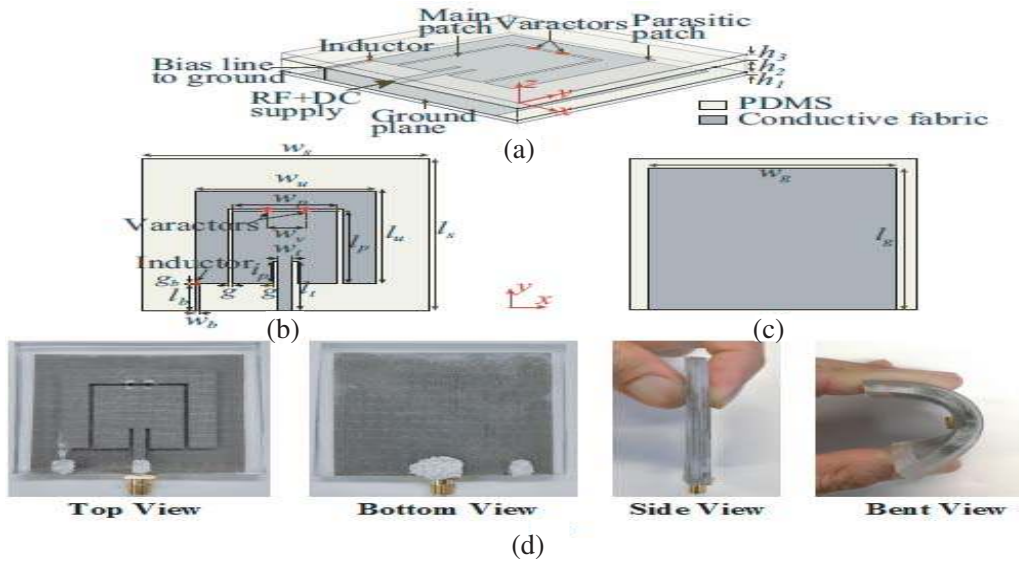 Main patch
Varactors
Parasitic patch
Inductor
Bias line to ground
RF+DC supply
Ground plane
z
y
x
h3
h2
h1
PDMS
Conductive fabric
(a)
ws
wu
wp
Varactors
wv
wt
lp
lu
ls
Inductor
gb
lb
g
g
lp
lt
wb
(b)
y
x
wg
lg
(c)
Top View
Bottom View
Side View
Bent View
(d)